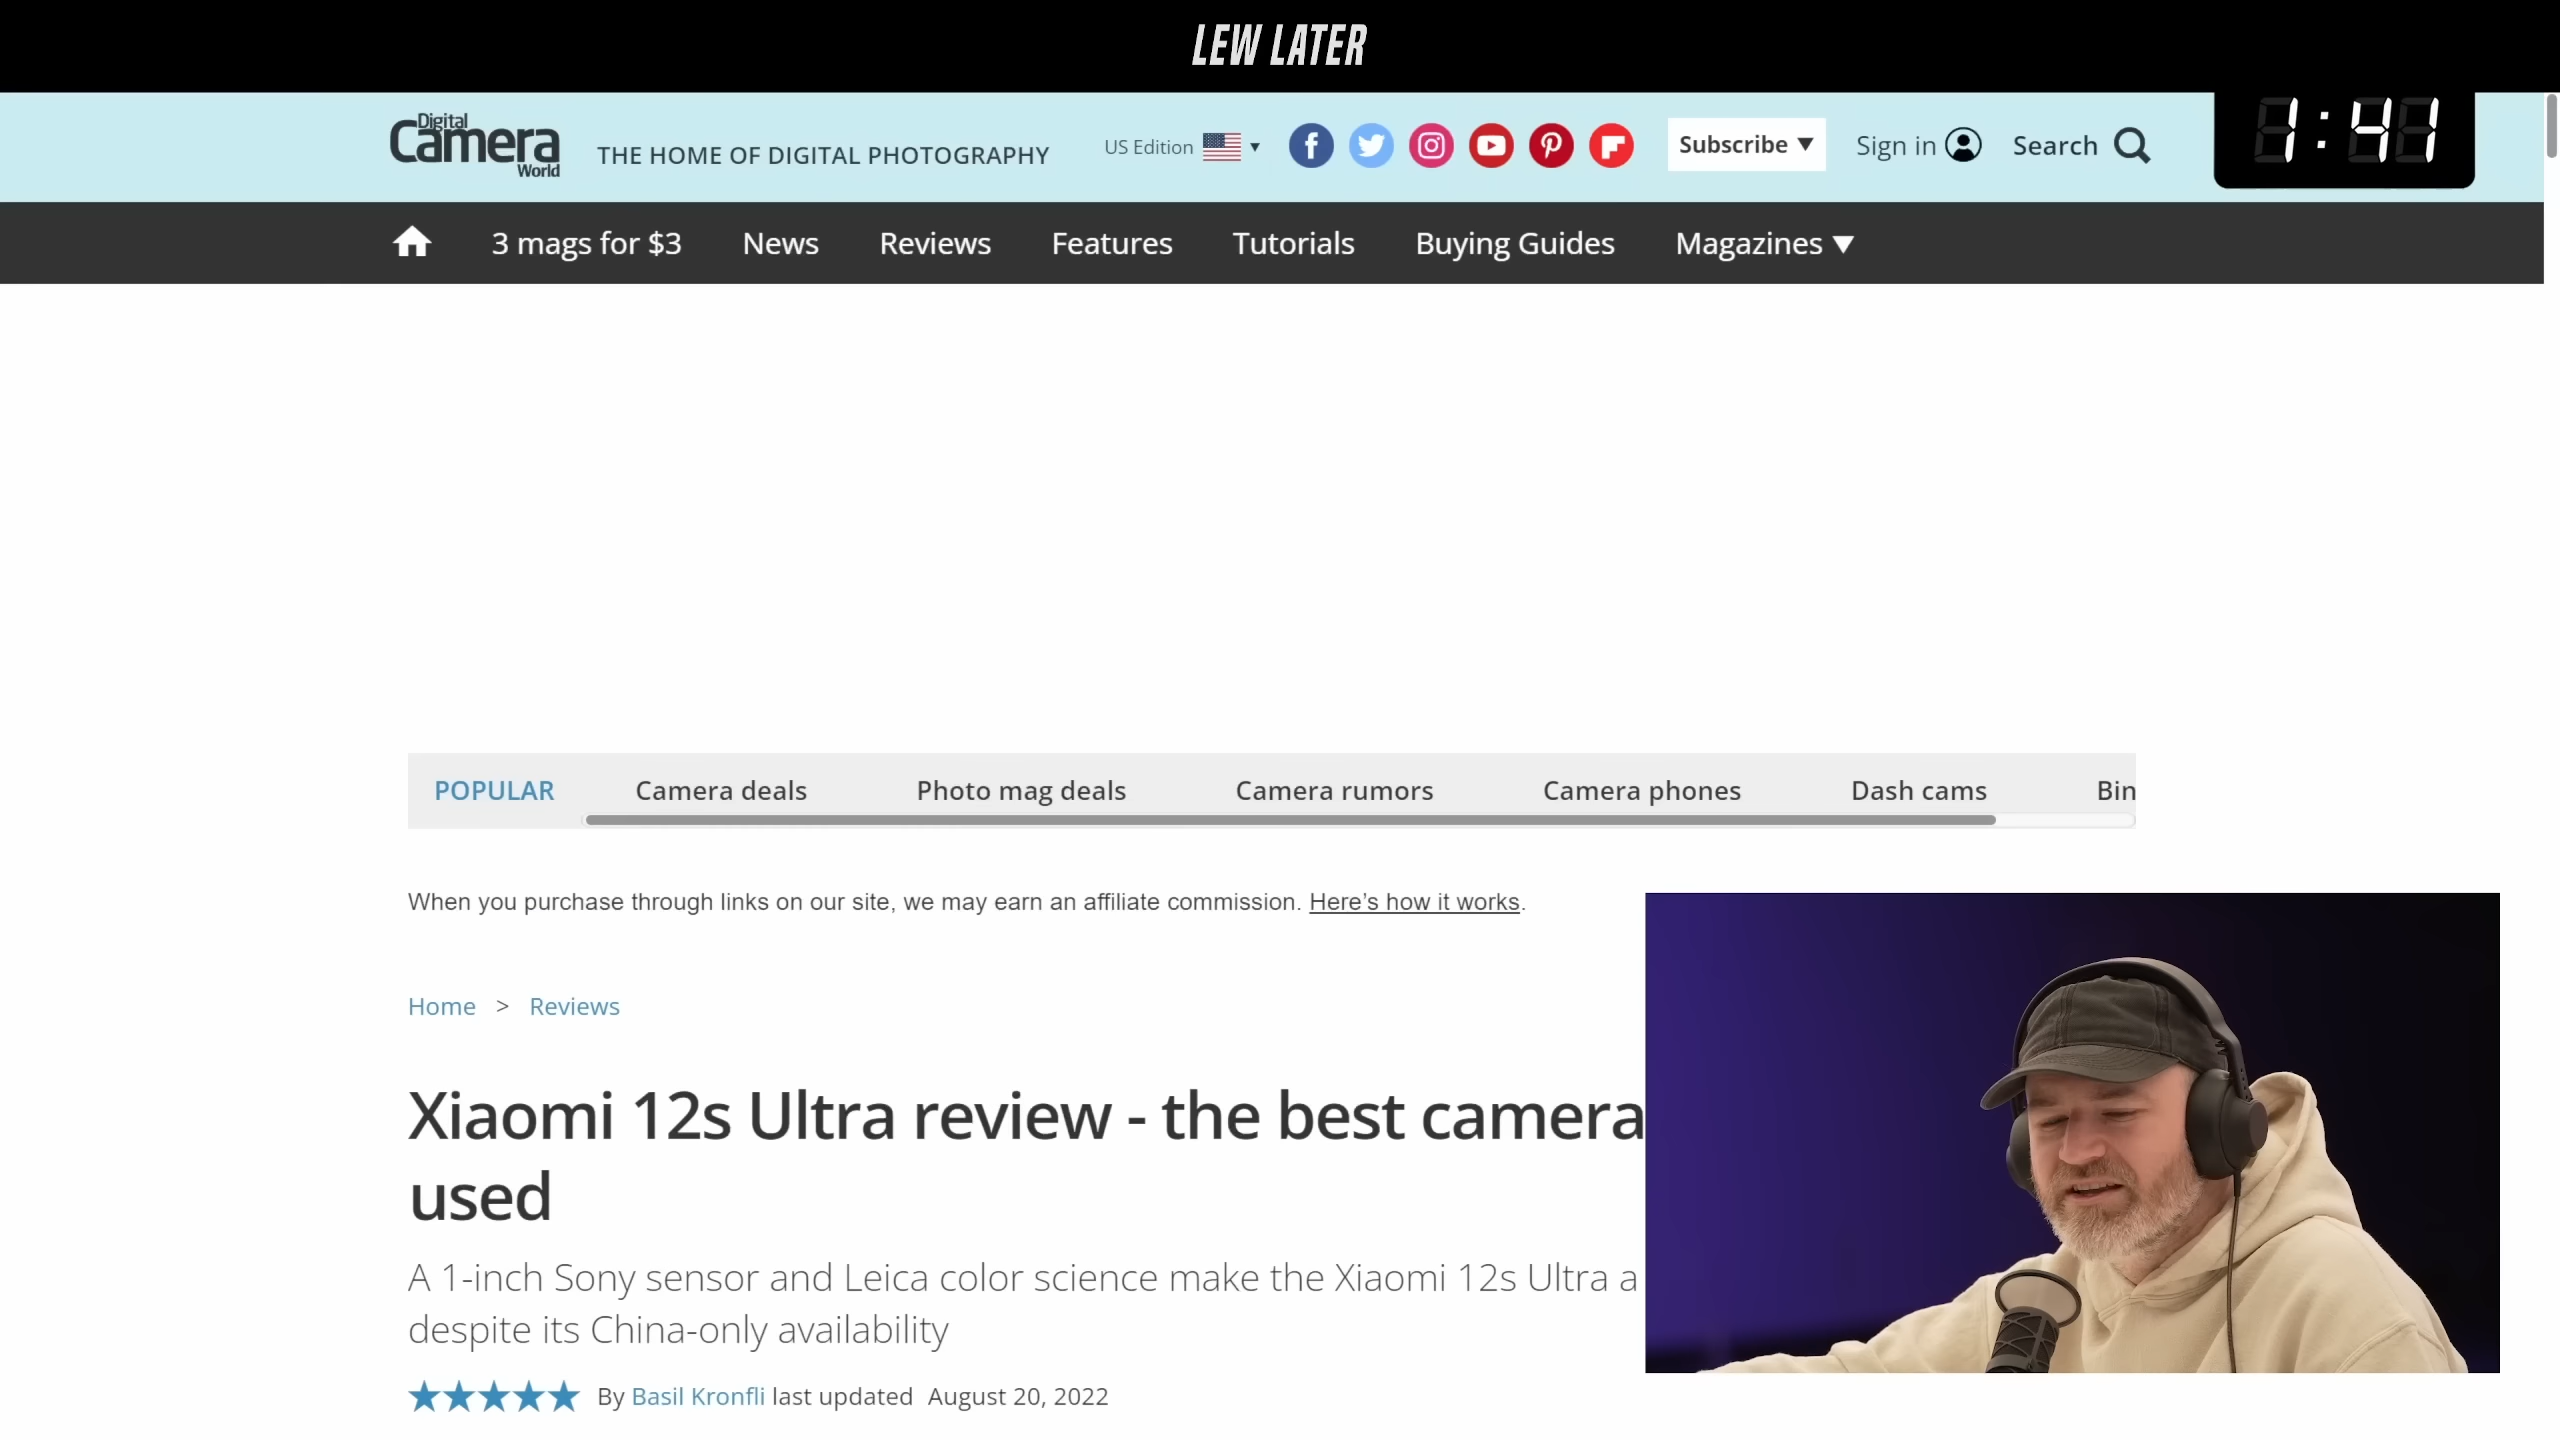 LEW LATER
Digital Camera World
THE HOME OF DIGITAL PHOTOGRAPHY
US Edition
Subscribe
Sign in
Search
1:41
3 mags for $3
News
Reviews
Features
Tutorials
Buying Guides
Magazines
POPULAR
Camera deals
Photo mag deals
Camera rumors
Camera phones
Dash cams
Bin
When you purchase through links on our site, we may earn an affiliate commission. Here’s how it works.
Home > Reviews
Xiaomi 12s Ultra review - the best camera
used
A 1-inch Sony sensor and Leica color science make the Xiaomi 12s Ultra a
despite its China-only availability
By Basil Kronfli last updated August 20, 2022